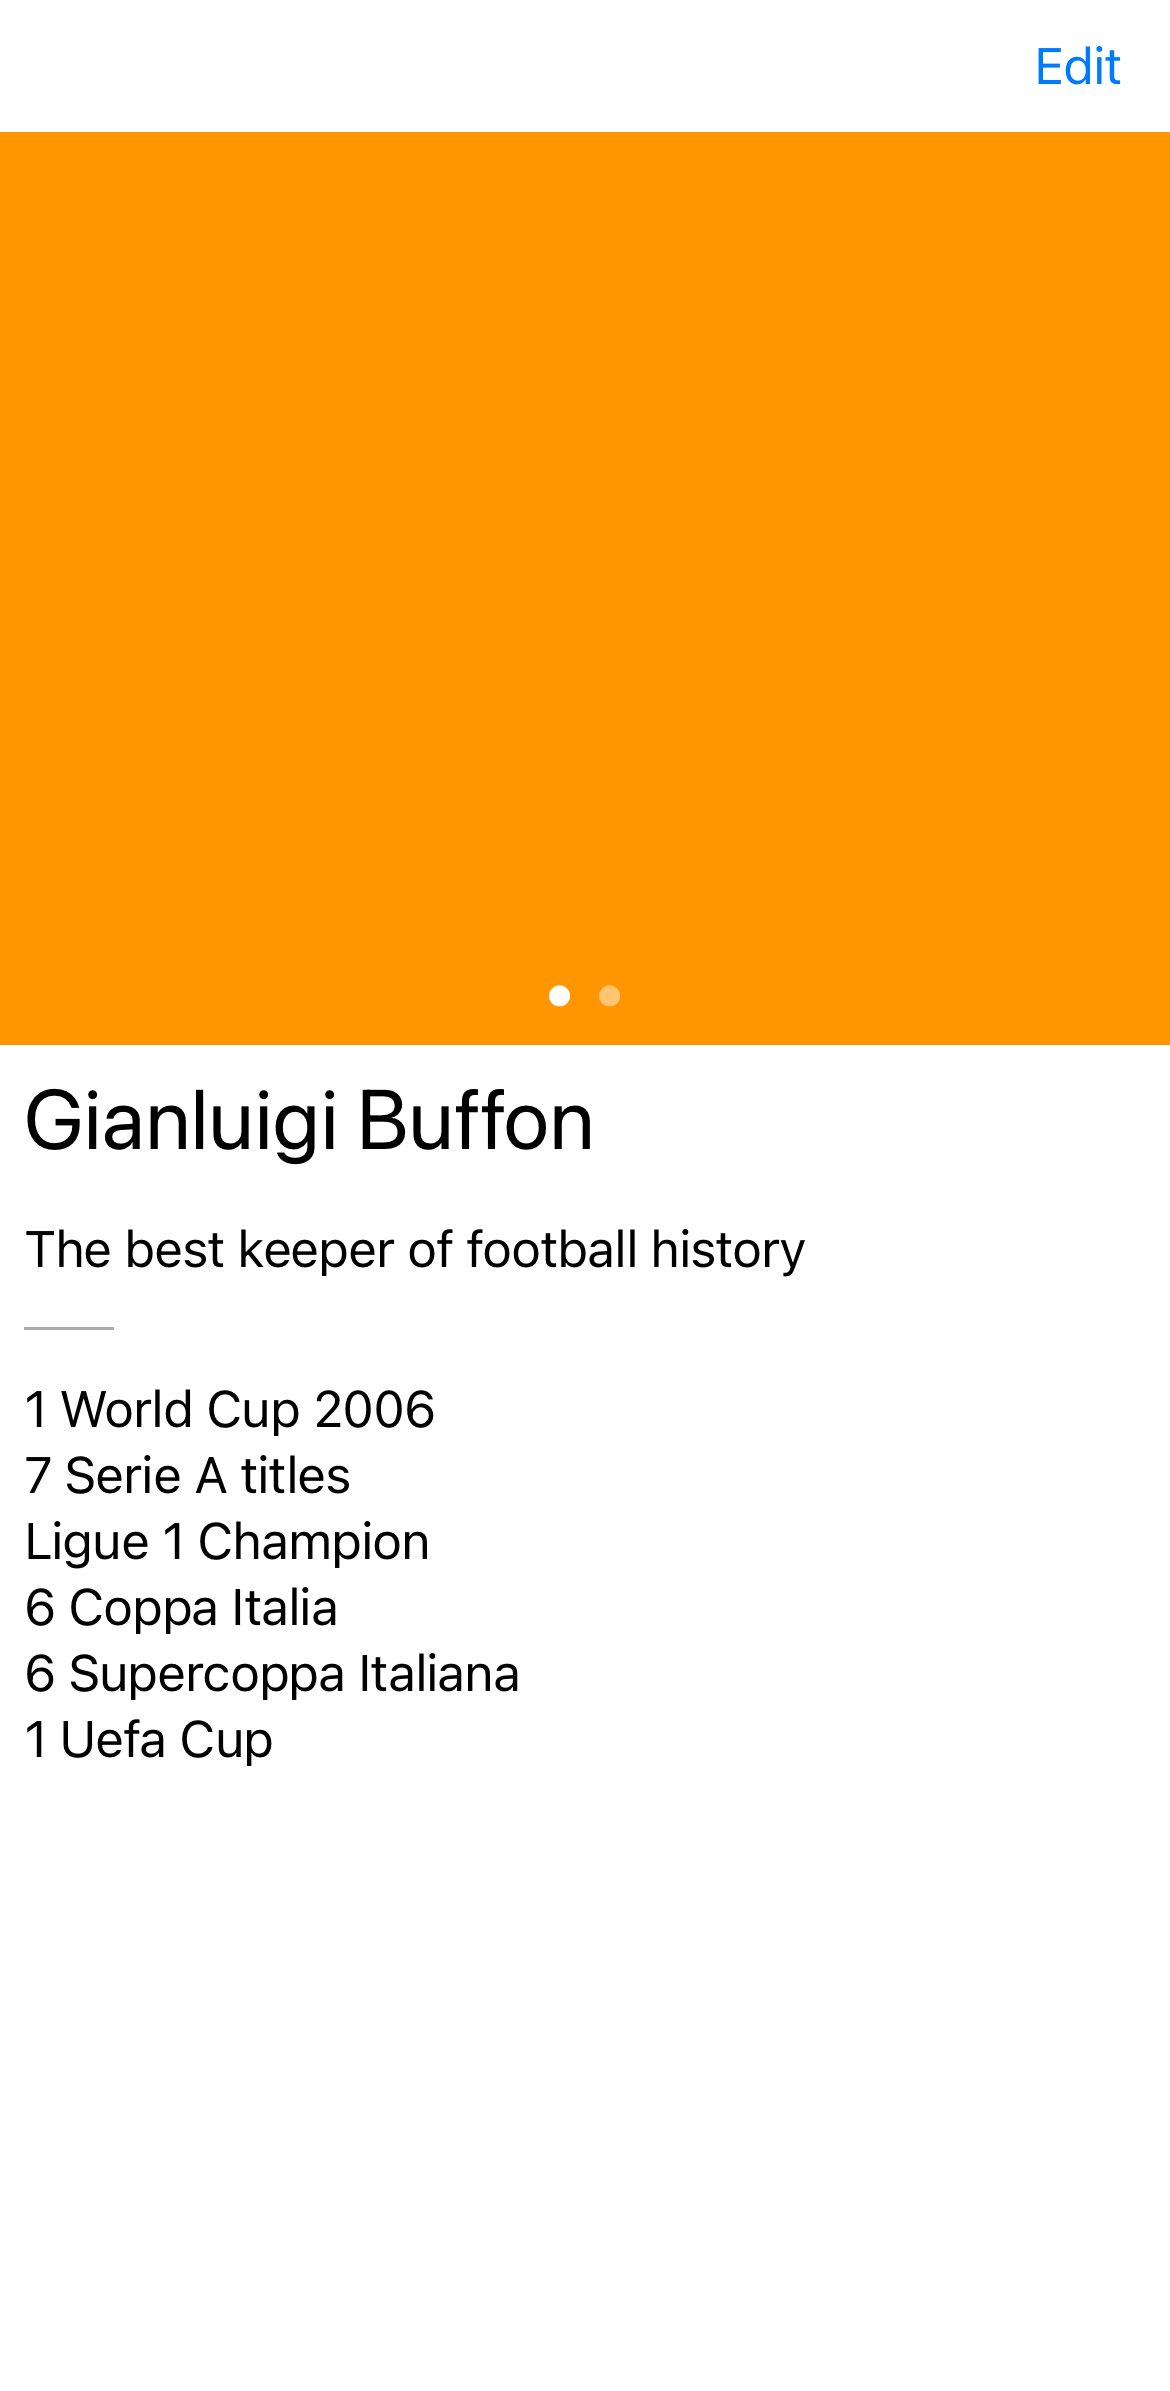 Edit
Gianluigi Buffon
The best keeper of football history
1 World Cup 2006
7 Serie A titles
Ligue 1 Champion
6 Coppa Italia
6 Supercoppa Italiana
1 Uefa Cup